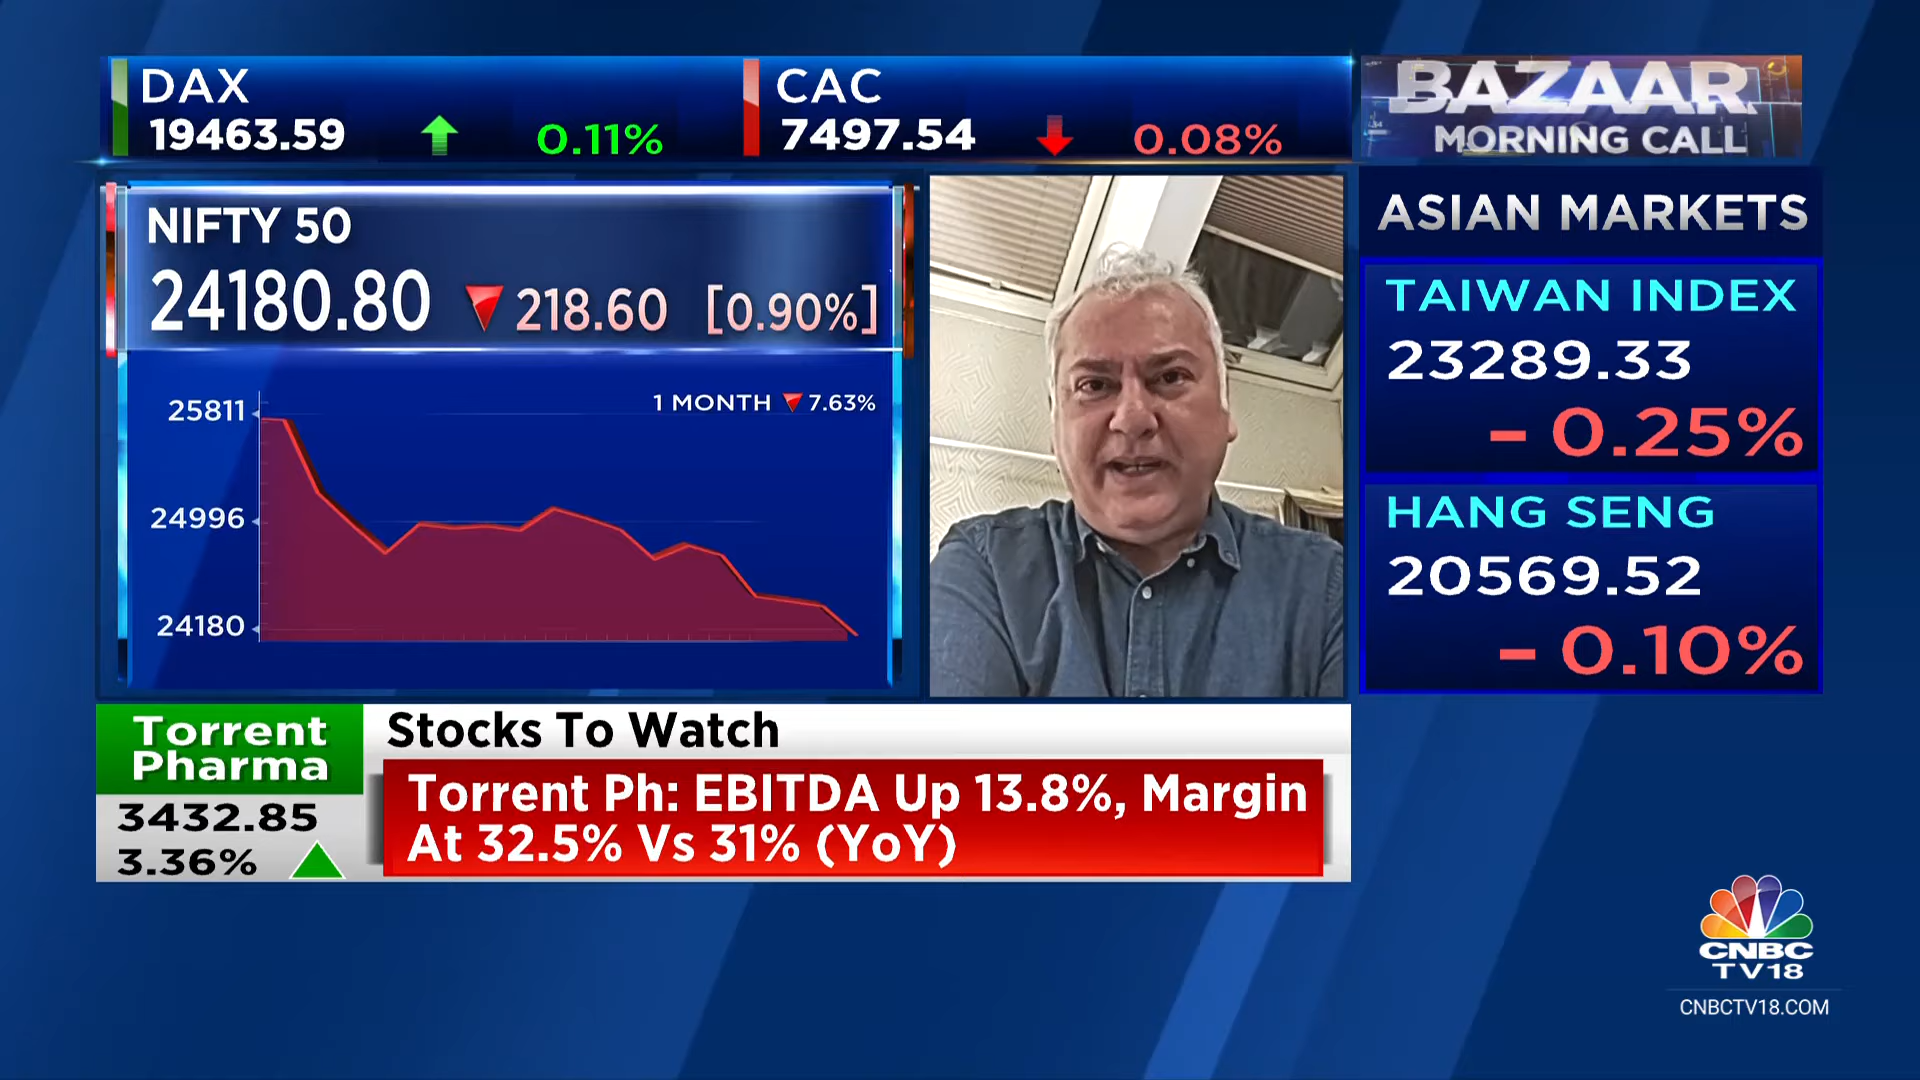 DAX
19463.59 0.11%
CAC
7497.54 0.08%
BAZAAR
MORNING CALL
NIFTY 50
24180.80 218.60 [0.90%]
1 MONTH 7.63%
25811
24996
24180
ASIAN MARKETS
TAIWAN INDEX
23289.33
- 0.25%
HANG SENG
20569.52
- 0.10%
Torrent
Pharma
3432.85
3.36%
Stocks To Watch
Torrent Ph: EBITDA Up 13.8%, Margin
At 32.5% Vs 31% (YoY)
CNBC
TV18
CNBCTV18.COM